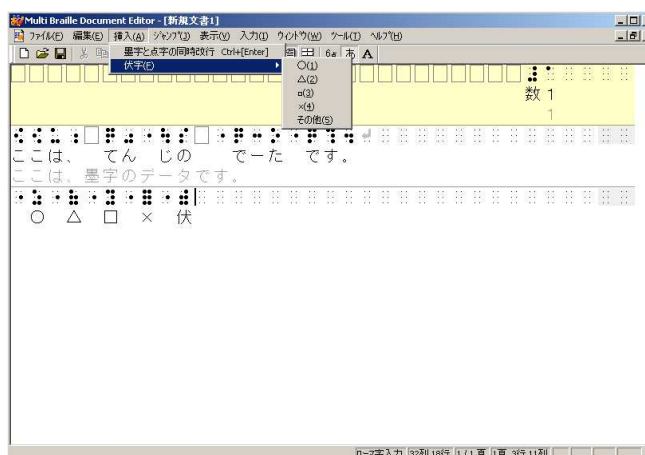 Multi Braille Document Editor - [新規文書1]
ファイル(F) 編集(E) 挿入(A) ジャンプ(J) 表示(V) 入力(I) ウィンドウ(W) ツール(T) ヘルプ(H)
墨字と点字の同時改行 Ctrl+[Enter]
あ A
伏字(F)
○(1)
△(2)
□(3)
×(4)
その他(5)
数 1
1
ここは、 てん じの でーた です。
ここは、墨字のデータです。
○ △ □ × 伏
ローマ字入力 32列 18行 1/1 頁 1頁 3行 11列